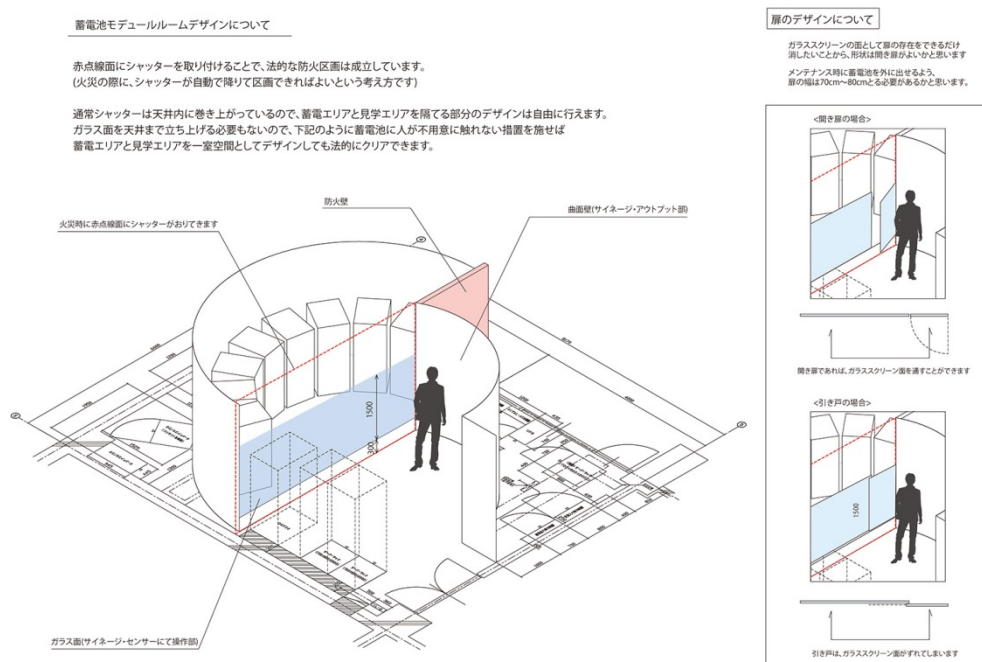 蓄電池モデュールルームデザインについて
赤点線面にシャッターを取り付けることで、法的な防火区画は成立しています。
(火災の際に、シャッターが自動で降りて区画できればよいという考え方です)
通常シャッターは天井内に巻き上がっているので、蓄電エリアと見学エリアを隔てる部分のデザインは自由に行えます。
ガラス面を天井まで立ち上げる必要もないので、下記のように蓄電池に人が不用意に触れない措置を施せば
蓄電エリアと見学エリアを一室空間としてデザインしても法的にクリアできます。
防火壁
火災時に赤点線面にシャッターがおりてきます
曲面壁(サイネージ・アウトプット部)
1500
300
ガラス面(サイネージ・センサーにて操作部)
扉のデザインについて
ガラススクリーンの面として扉の存在をできるだけ
消したいことから、形状は開き扉がよいかと思います
メンテナンス時に蓄電池を外に出せるよう、
扉の幅は70cm〜80cmとる必要があるかと思います。
<開き扉の場合>
開き扉であれば、ガラススクリーン面を通すことができます
<引き戸の場合>
1500
引き戸は、ガラススクリーン面がずれてしまいます